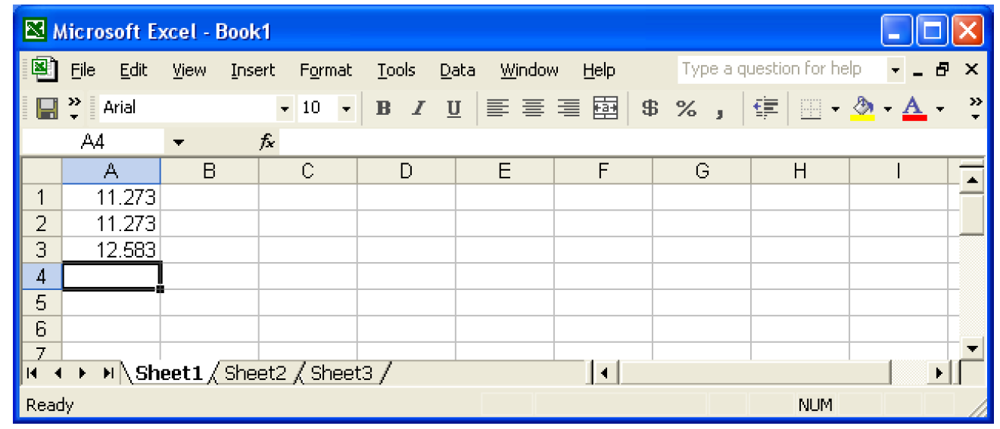 Microsoft Excel - Book1
File Edit View Insert Format Tools Data Window Help Type a question for help
Arial 10 B I U a $ % , A
A4 fx
A B C D E F G H I
1 11.273
2 11.273
3 12.583
4
5
6
7
Sheet1 Sheet2 Sheet3
Ready NUM